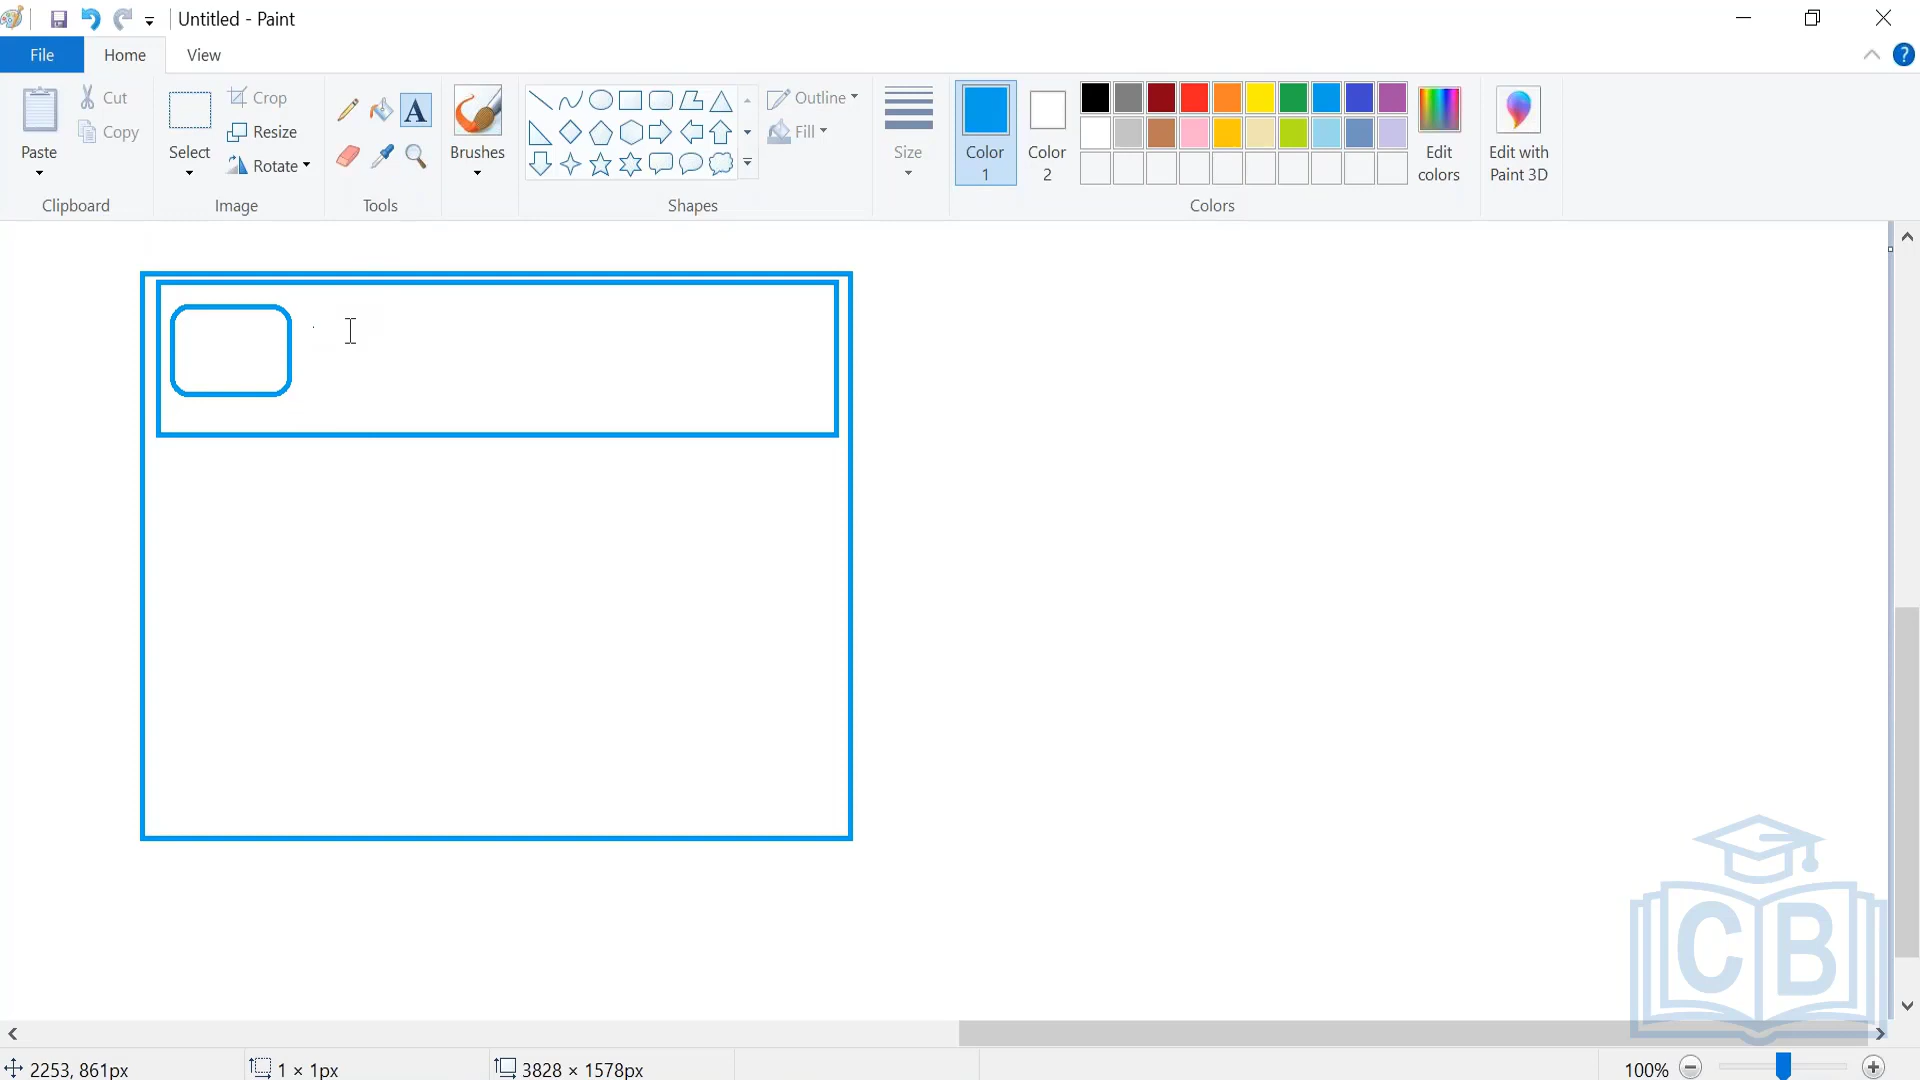 Untitled - Paint
File Home View ?
Paste
Cut
Copy
Clipboard
Select
Crop
Resize
Rotate
Image
A
Tools
Brushes
Shapes
Outline
Fill
Size
Color
1
Color
2
Colors
Edit
colors
Edit with
Paint 3D
CB
2253, 861px
1 × 1px
3828 × 1578px
100%